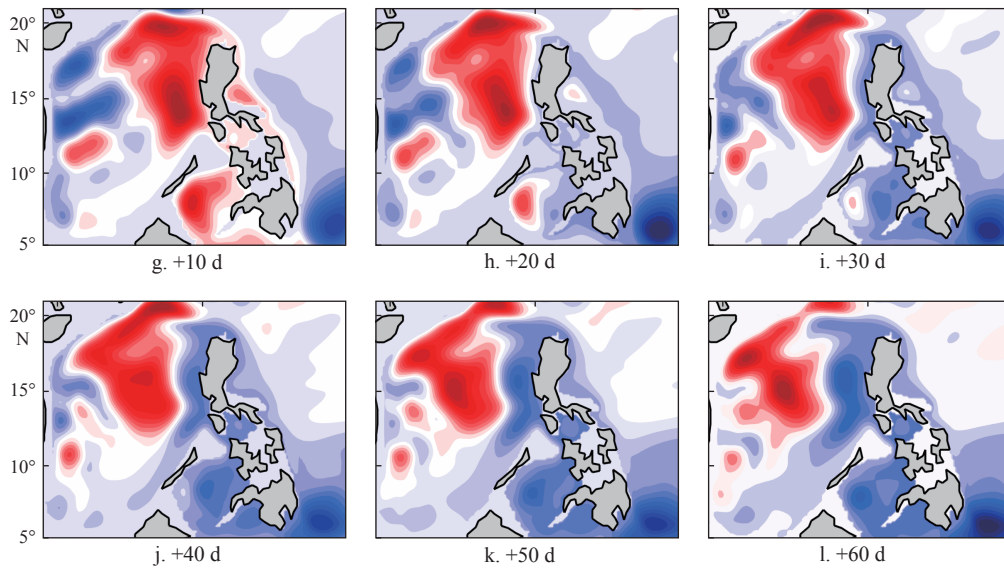 20°
N
15°
10°
5°
g. +10 d
h. +20 d
i. +30 d
20°
N
15°
10°
5°
j. +40 d
k. +50 d
l. +60 d